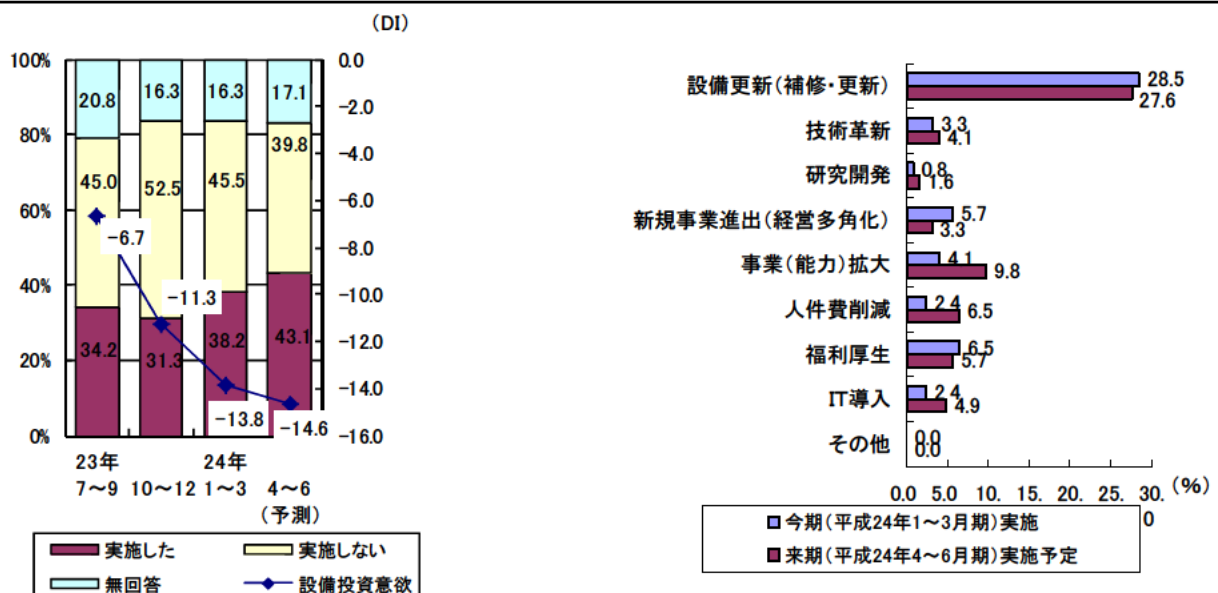 (DI)
100%
80%
60%
40%
20%
0%
0.0
-2.0
-4.0
-6.0
-8.0
-10.0
-12.0
-14.0
-16.0
20.8
16.3
16.3
17.1
45.0
52.5
45.5
39.8
34.2
31.3
38.2
43.1
-6.7
-11.3
-13.8
-14.6
23年
24年
7～9
10～12
1～3
4～6
(予測)
実施した
実施しない
無回答
設備投資意欲
設備更新(補修・更新)
28.5
27.6
技術革新
3.3
4.1
研究開発
0.8
1.6
新規事業進出(経営多角化)
5.7
3.3
事業(能力)拡大
4.1
9.8
人件費削減
2.4
6.5
福利厚生
6.5
5.7
IT導入
2.4
4.9
その他
0.0
0.0
0.0 5.0 10. 15. 20. 25. 30. (%)
0
今期(平成24年1～3月期)実施
来期(平成24年4～6月期)実施予定